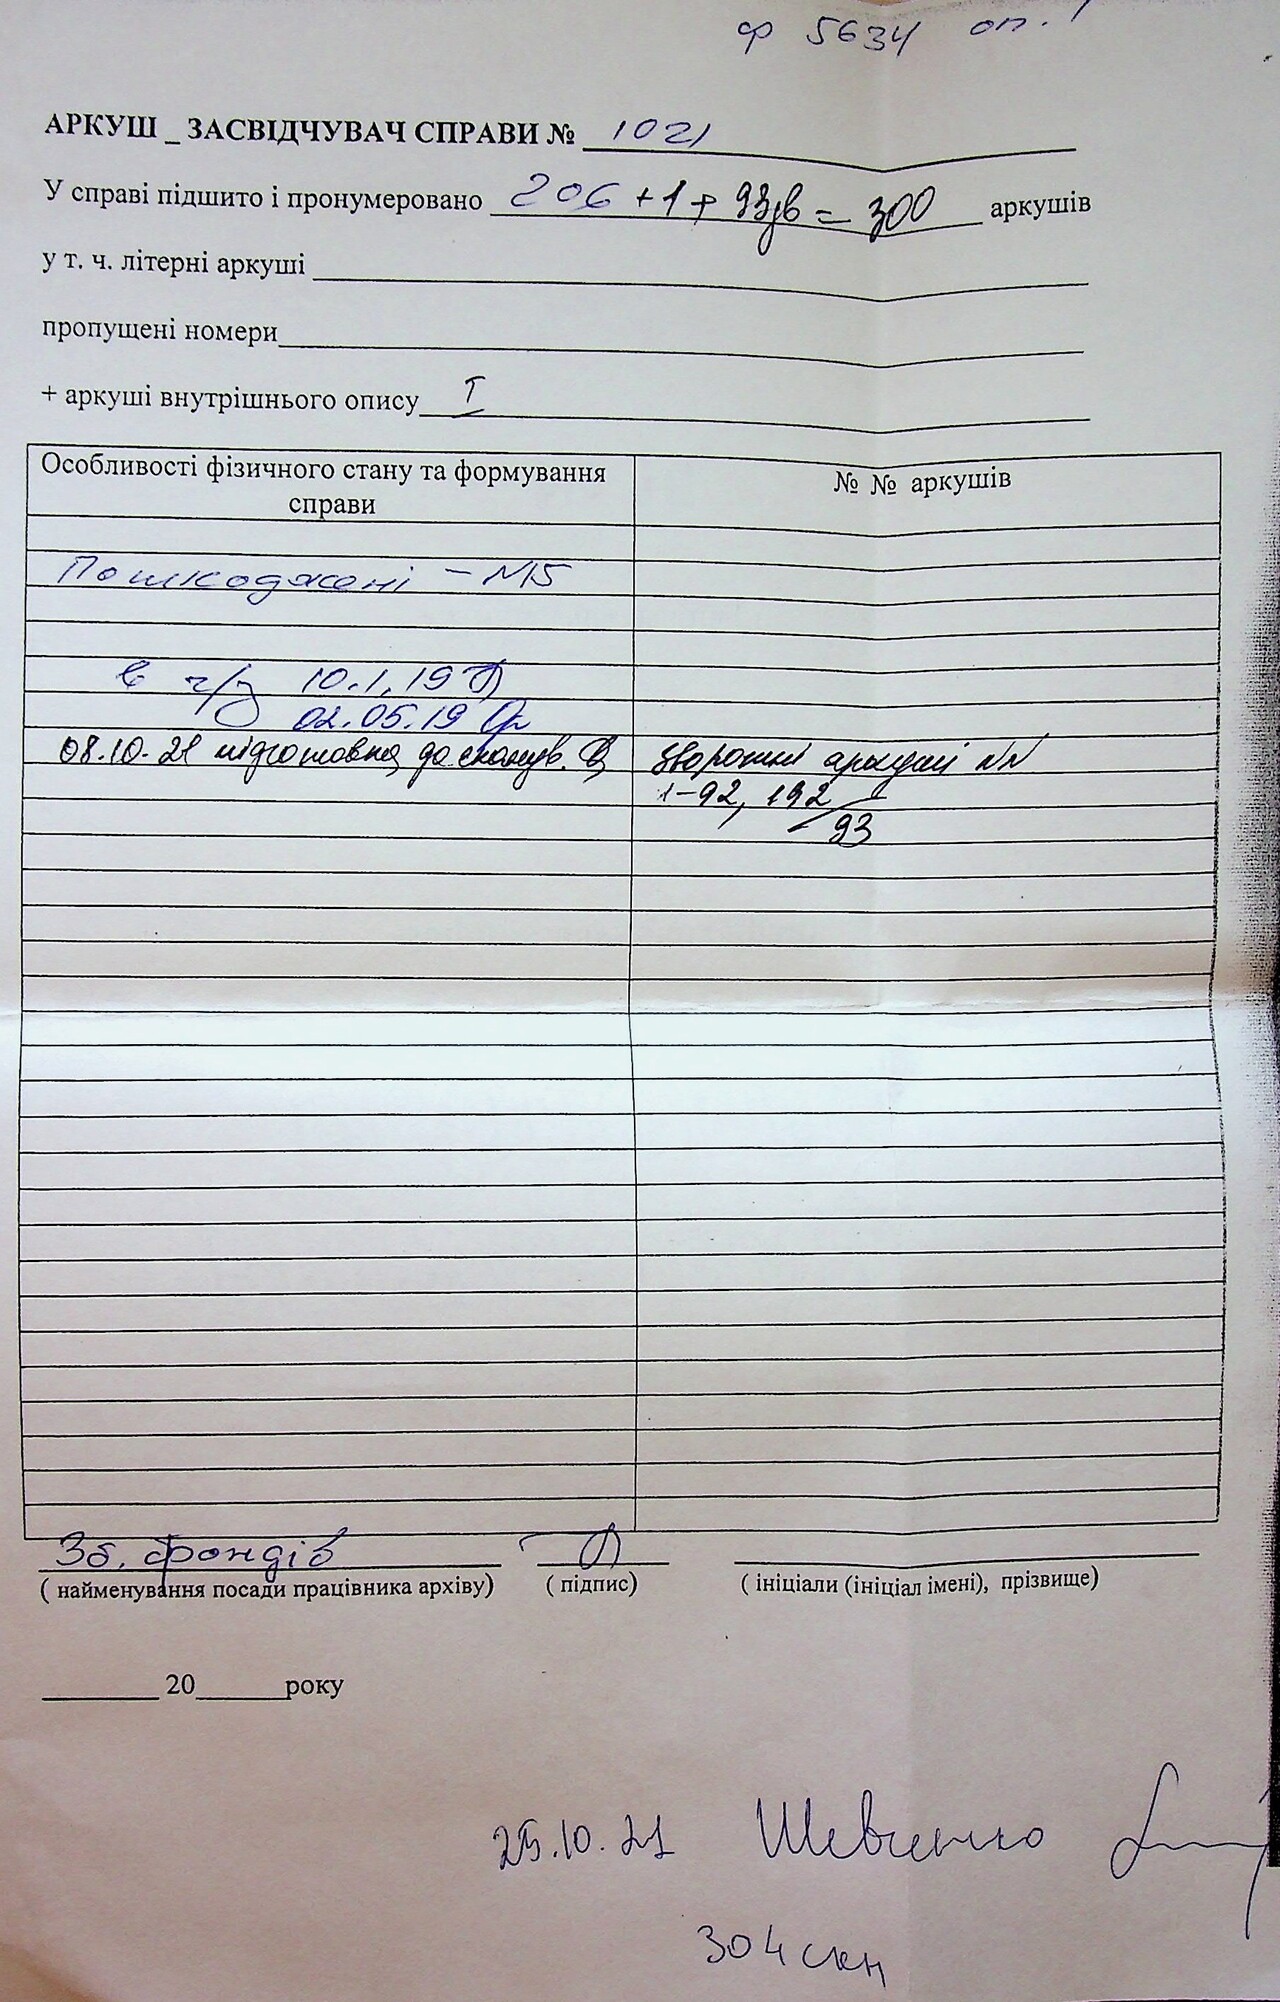 ф 5634 оп. 1
АРКУШ _ ЗАСВІДЧУВАЧ СПРАВИ № 1021
У справі підшито і пронумеровано 206 + 1 + 93зв = 300 аркушів
у т. ч. літерні аркуші
пропущені номери
+ аркуші внутрішнього опису I
Особливості фізичного стану та формування справи
№ № аркушів
Пошкоджені - №15
в ч/з 10.1.19
02.05.19
08.10.21 підготовка до сканув. зворотні аркуші NN
1-92, 192
93
Зб. фондів
( найменування посади працівника архіву) ( підпис) ( ініціали (ініціал імені), прізвище)
20 року
25.10.21 Шевченко
304 скн